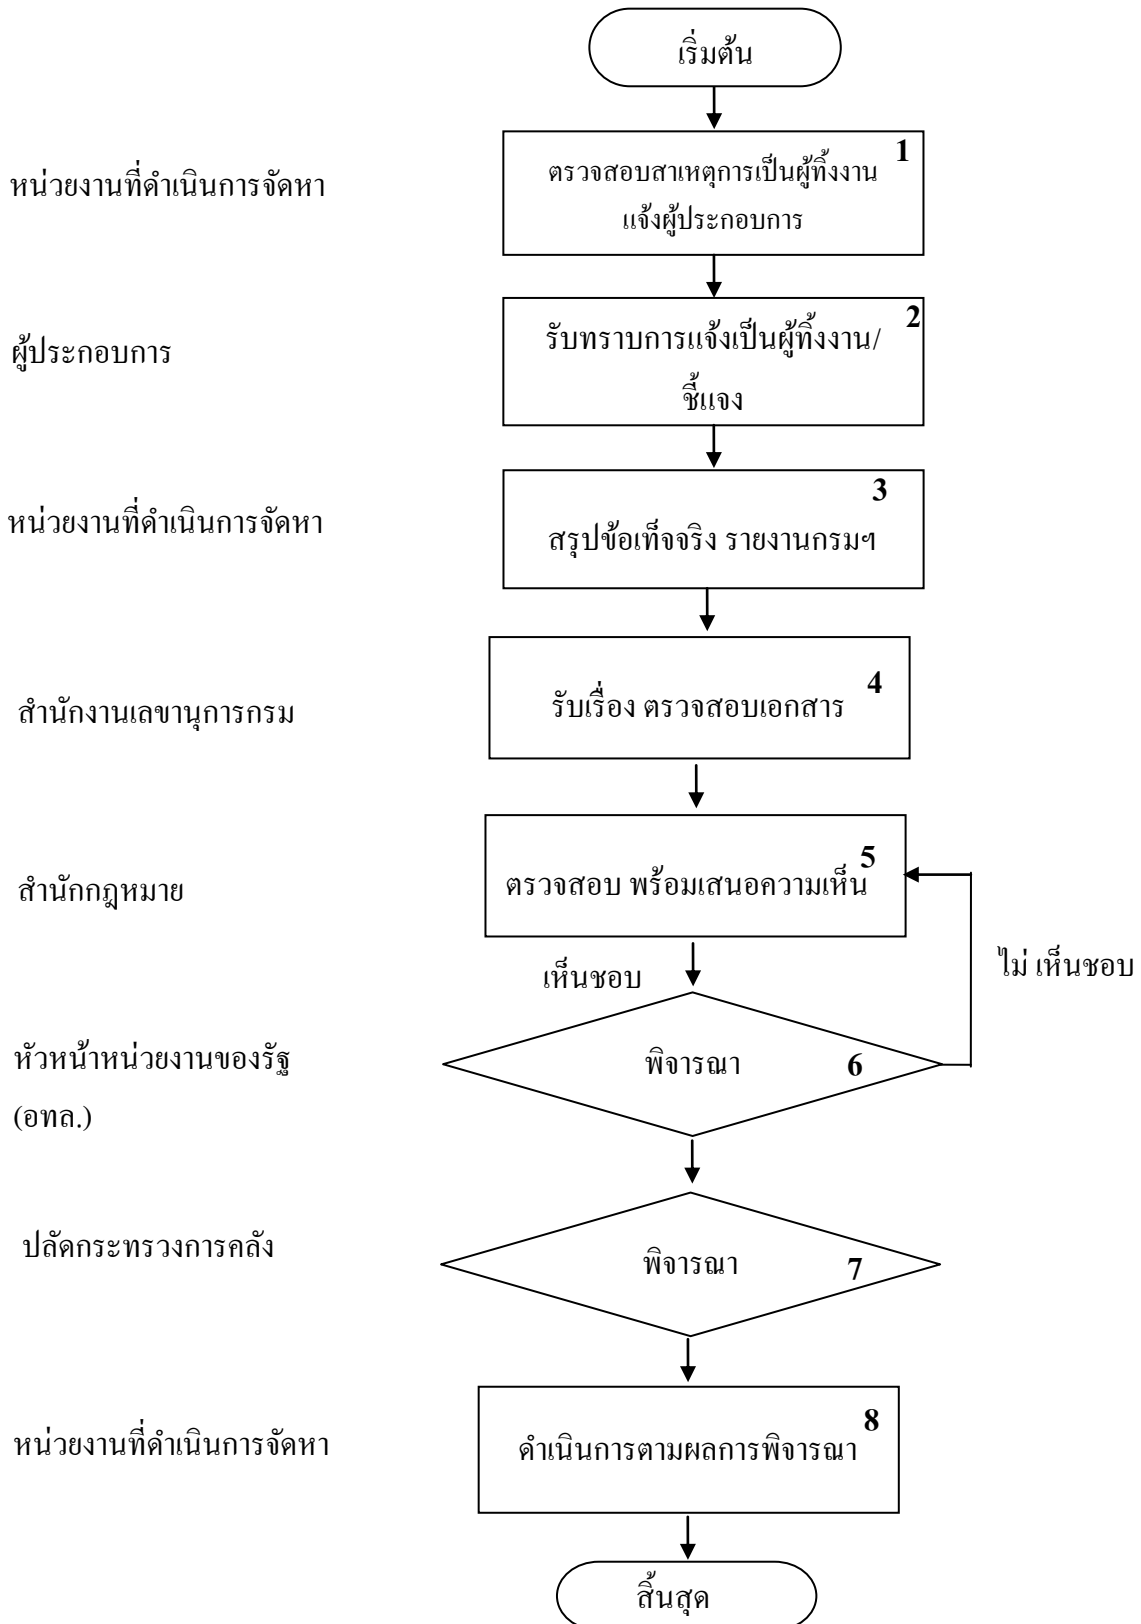 เริ่มต้น
หน่วยงานที่ดำเนินการจัดหา
1
ตรวจสอบสาเหตุการเป็นผู้ทิ้งงาน
แจ้งผู้ประกอบการ
ผู้ประกอบการ
2
รับทราบการแจ้งเป็นผู้ทิ้งงาน/
ชี้แจง
หน่วยงานที่ดำเนินการจัดหา
3
สรุปข้อเท็จจริง รายงานกรมฯ
สำนักงานเลขานุการกรม
4
รับเรื่อง ตรวจสอบเอกสาร
สำนักกฎหมาย
5
ตรวจสอบ พร้อมเสนอความเห็น
เห็นชอบ
ไม่ เห็นชอบ
หัวหน้าหน่วยงานของรัฐ
(อทล.)
พิจารณา
6
ปลัดกระทรวงการคลัง
พิจารณา
7
หน่วยงานที่ดำเนินการจัดหา
8
ดำเนินการตามผลการพิจารณา
สิ้นสุด